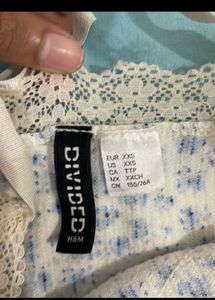 DIVIDED
H&M
EUR XXS
US XXS
CA TTP
MX XXCH
CN 155/76A